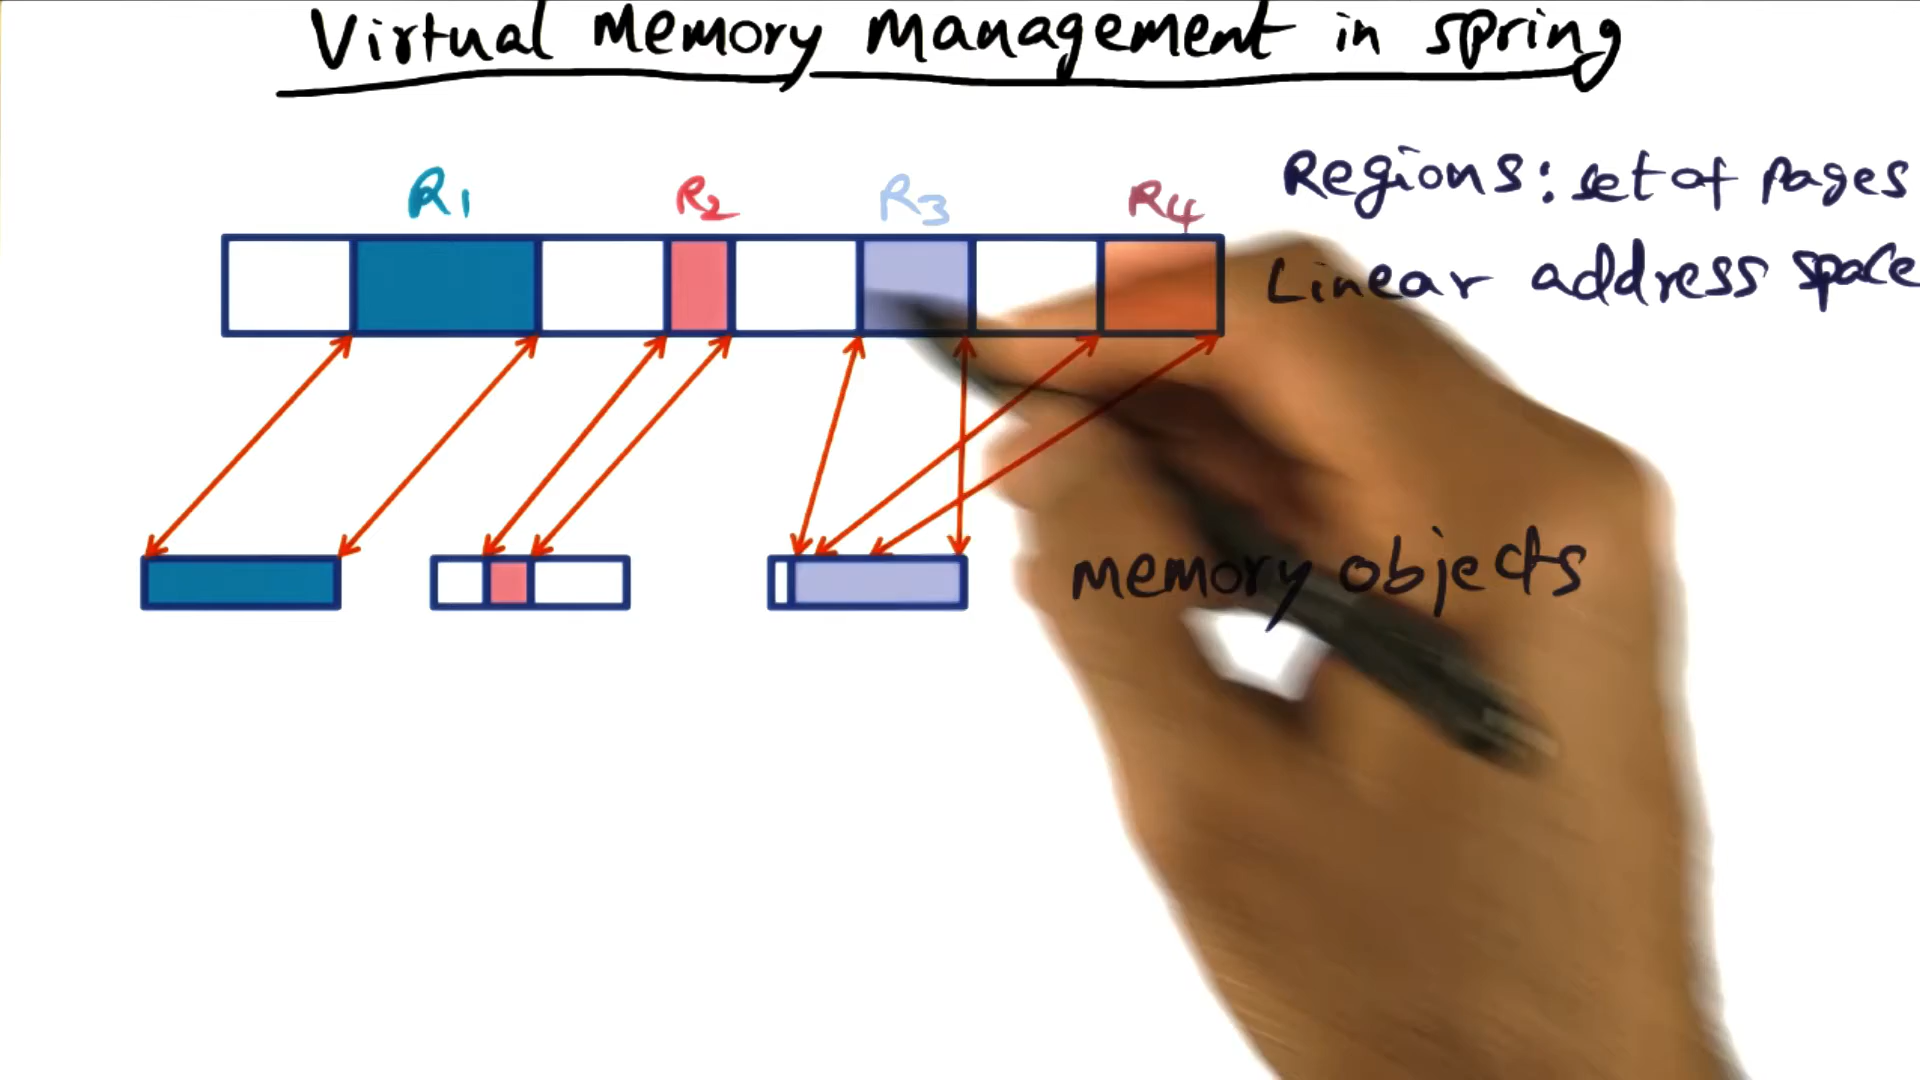 Virtual Memory Management in spring
R1 R2 R3 R4
Regions: set of pages
Linear address space
memory objects